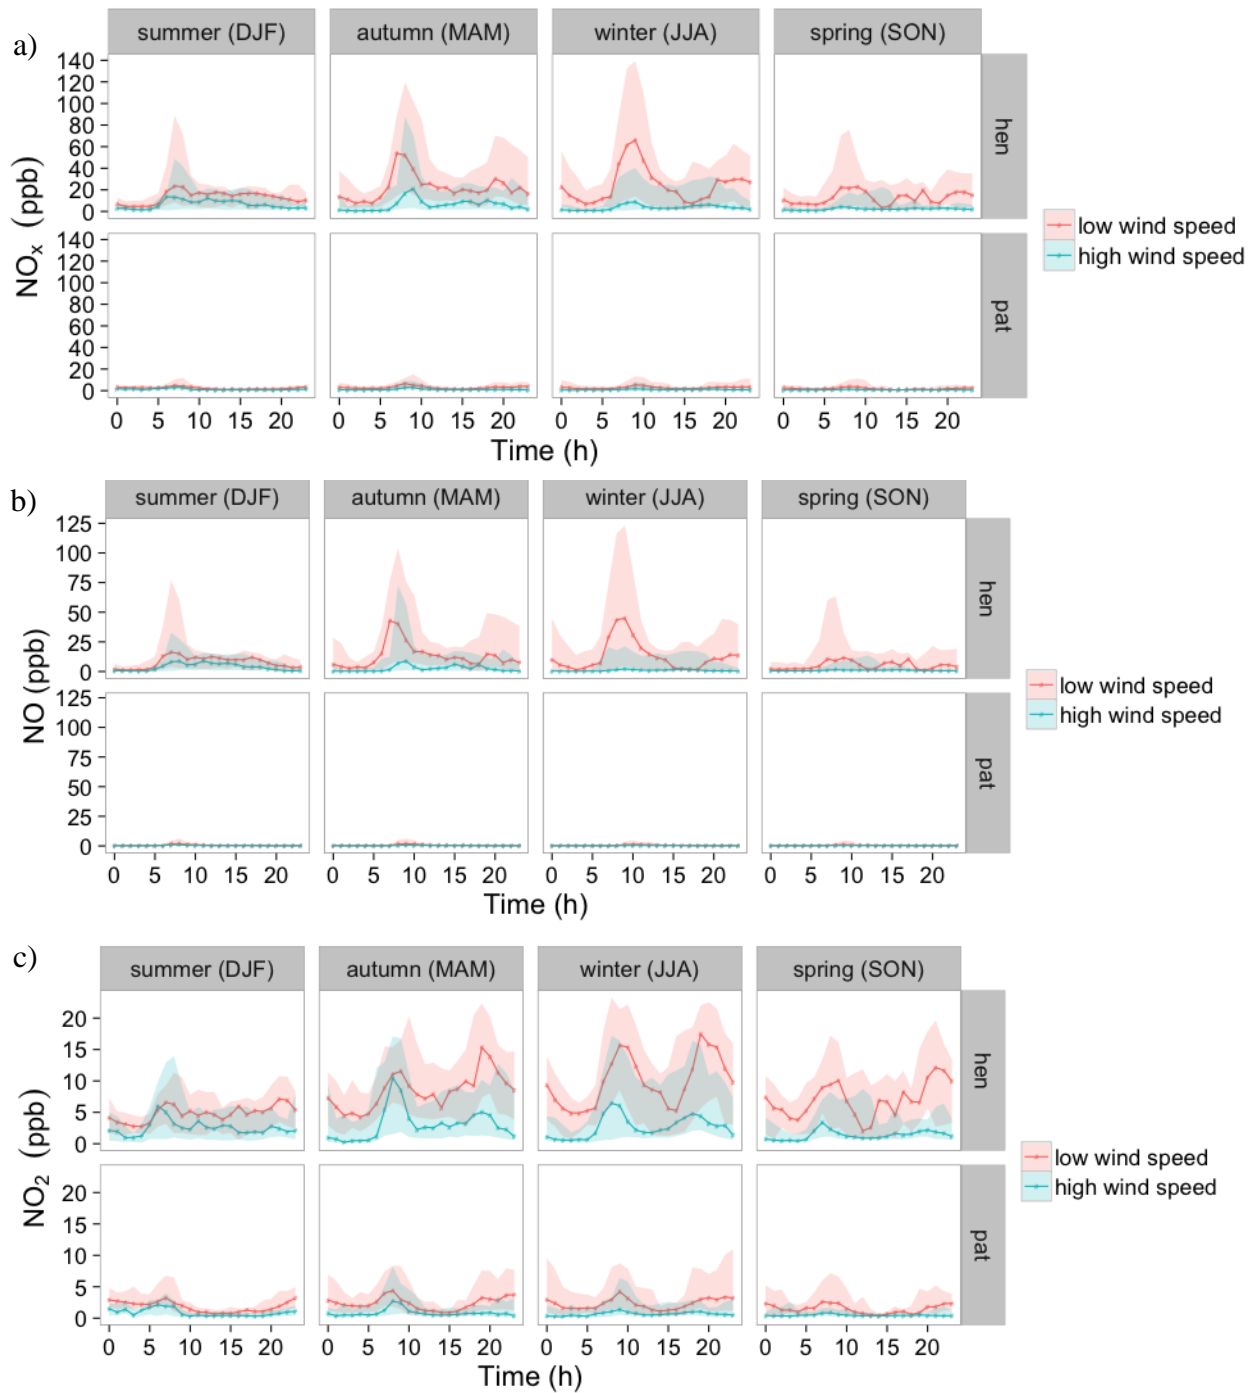 a)
summer (DJF) autumn (MAM) winter (JJA) spring (SON)
140
120
100
80
60
40
20
0
hen
140
120
100
80
60
40
20
0
pat
NOx (ppb)
0 5 10 15 20 0 5 10 15 20 0 5 10 15 20 0 5 10 15 20
Time (h)
low wind speed
high wind speed
b)
summer (DJF) autumn (MAM) winter (JJA) spring (SON)
125
100
75
50
25
0
hen
125
100
75
50
25
0
pat
NO (ppb)
0 5 10 15 20 0 5 10 15 20 0 5 10 15 20 0 5 10 15 20
Time (h)
low wind speed
high wind speed
c)
summer (DJF) autumn (MAM) winter (JJA) spring (SON)
20
15
10
5
0
hen
20
15
10
5
0
pat
NO2 (ppb)
0 5 10 15 20 0 5 10 15 20 0 5 10 15 20 0 5 10 15 20
Time (h)
low wind speed
high wind speed